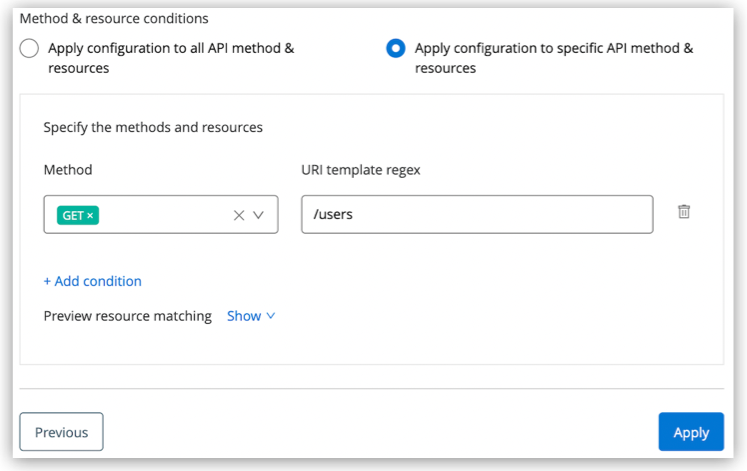 Method & resource conditions
Apply configuration to all API method &
resources
Apply configuration to specific API method &
resources
Specify the methods and resources
Method
URI template regex
GET ×
/users
+ Add condition
Preview resource matching Show
Previous
Apply